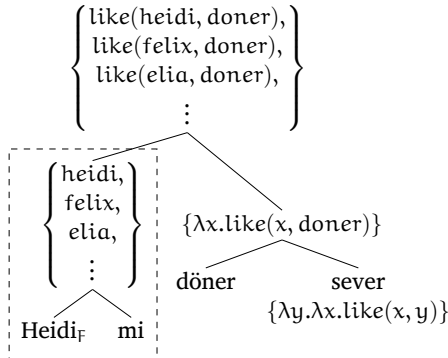 like(heidi, doner),
like(felix, doner),
like(elia, doner),
⋮
heidi,
felix,
elia,
⋮
{λx.like(x, doner)}
döner sever
{λy.λx.like(x, y)}
Heidi_F mi